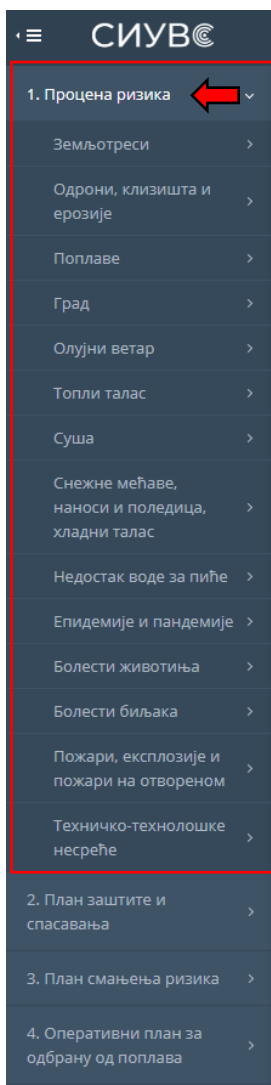 СИУВС
1. Процена ризика
Земљотреси
Одрони, клизишта и
ерозије
Поплаве
Град
Олујни ветар
Топли талас
Суша
Снежне мећаве,
наноси и поледица,
хладни талас
Недостак воде за пиће
Епидемије и пандемије
Болести животиња
Болести биљака
Пожари, експлозије и
пожари на отвореном
Техничко-технолошке
несреће
2. План заштите и
спасавања
3. План смањења ризика
4. Оперативни план за
одбрану од поплава